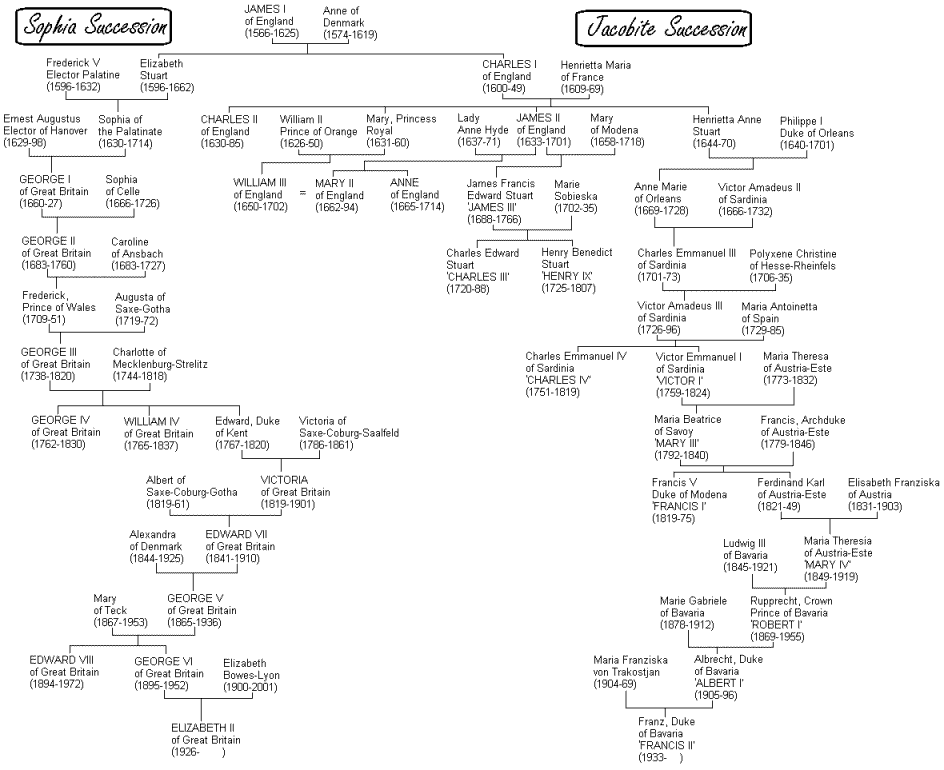 Sophia Succession
Jacobite Succession
JAMES I
of England
(1566-1625)
Anne of
Denmark
(1574-1619)
Frederick V
Elector Palatine
(1596-1632)
Elizabeth
Stuart
(1596-1662)
CHARLES I
of England
(1600-49)
Henrietta Maria
of France
(1609-69)
Ernest Augustus
Elector of Hanover
(1629-98)
Sophia of
the Palatinate
(1630-1714)
CHARLES II
of England
(1630-85)
William II
Prince of Orange
(1626-50)
Mary, Princess
Royal
(1631-60)
Lady
Anne Hyde
(1637-71)
JAMES II
of England
(1633-1701)
Mary
of Modena
(1658-1718)
Henrietta Anne
Stuart
(1644-70)
Philippe I
Duke of Orleans
(1640-1701)
GEORGE I
of Great Britain
(1660-27)
Sophia
of Celle
(1666-1726)
WILLIAM III
of England
(1650-1702)
=
MARY II
of England
(1662-94)
ANNE
of England
(1665-1714)
James Francis
Edward Stuart
'JAMES III'
(1688-1766)
Marie
Sobieska
(1702-35)
Anne Marie
of Orleans
(1669-1728)
Victor Amadeus II
of Sardinia
(1666-1732)
GEORGE II
of Great Britain
(1683-1760)
Caroline
of Ansbach
(1683-1727)
Charles Edward
Stuart
'CHARLES III'
(1720-88)
Henry Benedict
Stuart
'HENRY IX'
(1725-1807)
Charles Emmanuel III
of Sardinia
(1701-73)
Polyxene Christine
of Hesse-Rheinfels
(1706-35)
Frederick,
Prince of Wales
(1709-51)
Augusta of
Saxe-Gotha
(1719-72)
Victor Amadeus III
of Sardinia
(1726-96)
Maria Antoinetta
of Spain
(1729-85)
GEORGE III
of Great Britain
(1738-1820)
Charlotte of
Mecklenburg-Strelitz
(1744-1818)
Charles Emmanuel IV
of Sardinia
'CHARLES IV'
(1751-1819)
Victor Emmanuel I
of Sardinia
'VICTOR I'
(1759-1824)
Maria Theresa
of Austria-Este
(1773-1832)
GEORGE IV
of Great Britain
(1762-1830)
WILLIAM IV
of Great Britain
(1765-1837)
Edward, Duke
of Kent
(1767-1820)
Victoria of
Saxe-Coburg-Saalfeld
(1786-1861)
Maria Beatrice
of Savoy
'MARY III'
(1792-1840)
Francis, Archduke
of Austria-Este
(1779-1846)
Albert of
Saxe-Coburg-Gotha
(1819-61)
VICTORIA
of Great Britain
(1819-1901)
Francis V
Duke of Modena
'FRANCIS I'
(1819-75)
Ferdinand Karl
of Austria-Este
(1821-49)
Elisabeth Franziska
of Austria
(1831-1903)
Alexandra
of Denmark
(1844-1925)
EDWARD VII
of Great Britain
(1841-1910)
Ludwig III
of Bavaria
(1845-1921)
Maria Theresia
of Austria-Este
'MARY IV'
(1849-1919)
Mary
of Teck
(1867-1953)
GEORGE V
of Great Britain
(1865-1936)
Marie Gabriele
of Bavaria
(1878-1912)
Rupprecht, Crown
Prince of Bavaria
'ROBERT I'
(1869-1955)
EDWARD VIII
of Great Britain
(1894-1972)
GEORGE VI
of Great Britain
(1895-1952)
Elizabeth
Bowes-Lyon
(1900-2001)
Maria Franziska
von Trakostjan
(1904-69)
Albrecht, Duke
of Bavaria
'ALBERT I'
(1905-96)
ELIZABETH II
of Great Britain
(1926- )
Franz, Duke
of Bavaria
'FRANCIS II'
(1933- )